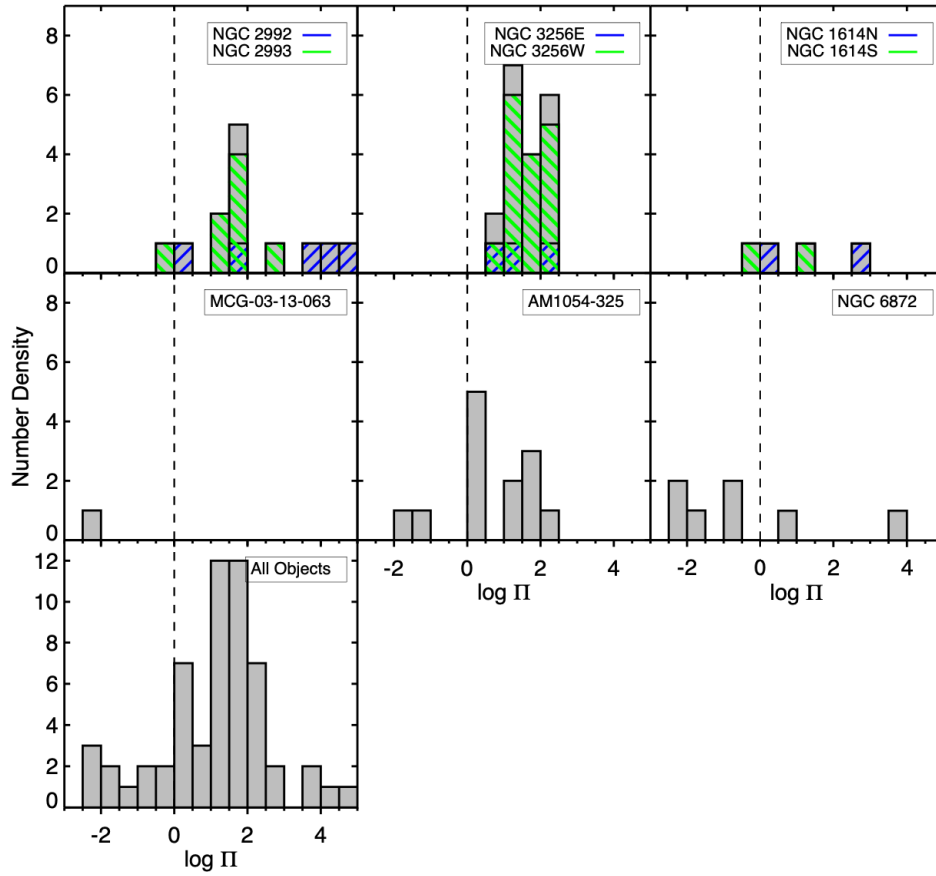 8
6
4
2
0
NGC 2992
NGC 2993
NGC 3256E
NGC 3256W
NGC 1614N
NGC 1614S
Number Density
8
6
4
2
0
MCG-03-13-063
AM1054-325
NGC 6872
-2
0
2
log Π
-2
0
2
4
log Π
12
10
8
6
4
2
0
All Objects
-2
0
2
4
log Π